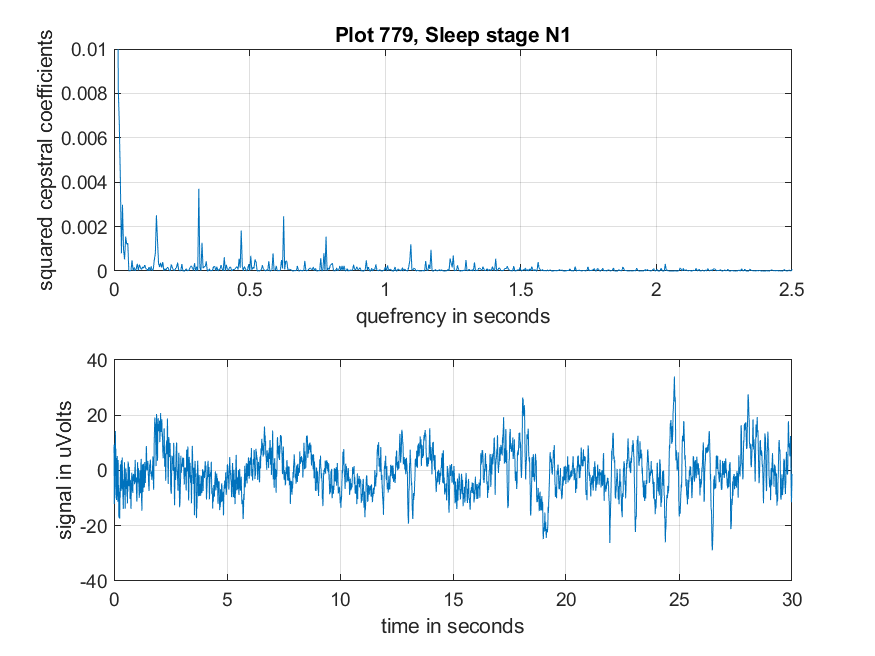 Plot 779, Sleep stage N1
squared cepstral coefficients
0.01
0.008
0.006
0.004
0.002
0
0 0.5 1 1.5 2 2.5
quefrency in seconds
signal in uVolts
40
20
0
-20
-40
0 5 10 15 20 25 30
time in seconds